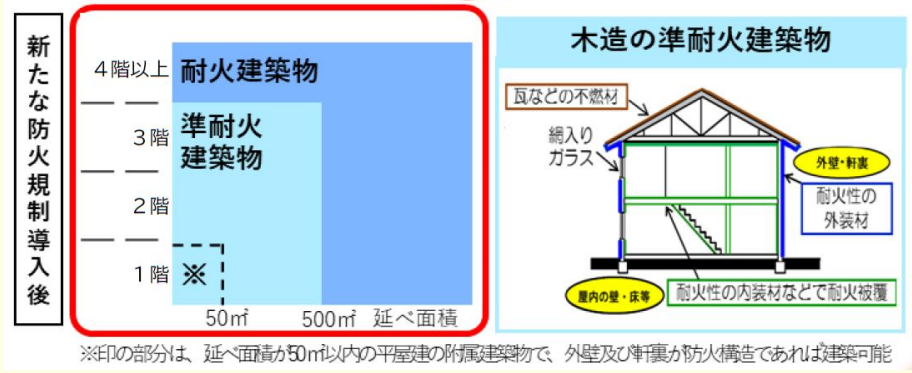 新たな防火規制導入後
4階以上
耐火建築物
3階
準耐火
建築物
2階
1階
※
50㎡
500㎡
延べ面積
木造の準耐火建築物
瓦などの不燃材
網入り
ガラス
外壁・軒裏
耐火性の
外装材
屋内の壁・床等
耐火性の内装材などで耐火被覆
※印の部分は、延べ面積が50㎡以内の平屋建の附属建築物で、外壁及び軒裏が防火構造であれば建築可能